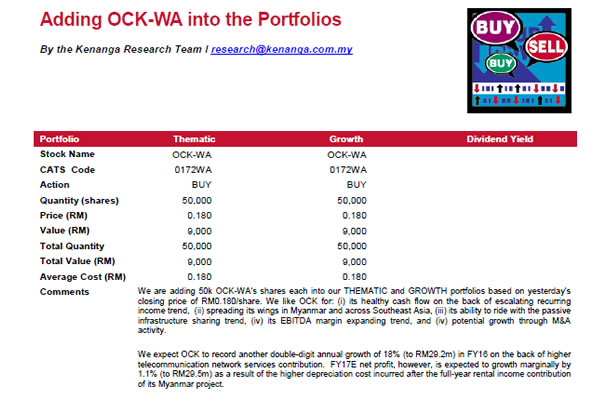 Adding OCK-WA into the Portfolios
By the Kenanga Research Team I research@kenanga.com.my
BUY
SELL
BUY
Portfolio Thematic Growth Dividend Yield
Stock Name OCK-WA OCK-WA
CATS Code 0172WA 0172WA
Action BUY BUY
Quantity (shares) 50,000 50,000
Price (RM) 0.180 0.180
Value (RM) 9,000 9,000
Total Quantity 50,000 50,000
Total Value (RM) 9,000 9,000
Average Cost (RM) 0.180 0.180
Comments We are adding 50k OCK-WA's shares each into our THEMATIC and GROWTH portfolios based on yesterday's
closing price of RM0.180/share. We like OCK for: (i) its healthy cash flow on the back of escalating recurring
income trend, (ii) spreading its wings in Myanmar and across Southeast Asia, (iii) its ability to ride with the passive
infrastructure sharing trend, (iv) its EBITDA margin expanding trend, and (iv) potential growth through M&A
activity.
We expect OCK to record another double-digit annual growth of 18% (to RM29.2m) in FY16 on the back of higher
telecommunication network services contribution. FY17E net profit, however, is expected to growth marginally by
1.1% (to RM29.5m) as a result of the higher depreciation cost incurred after the full-year rental income contribution
of its Myanmar project.